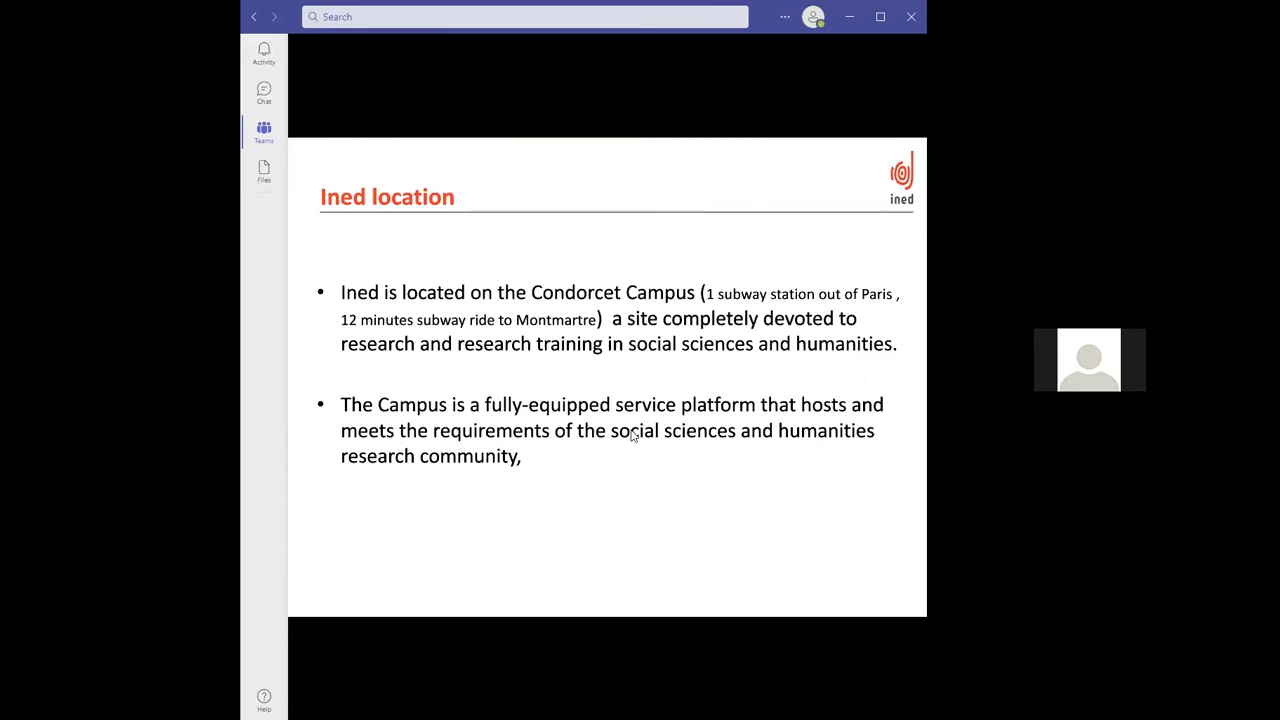 Search
Activity
Chat
Teams
Files
Help
ined
Ined location
• Ined is located on the Condorcet Campus (1 subway station out of Paris ,
12 minutes subway ride to Montmartre) a site completely devoted to
research and research training in social sciences and humanities.
• The Campus is a fully-equipped service platform that hosts and
meets the requirements of the social sciences and humanities
research community,